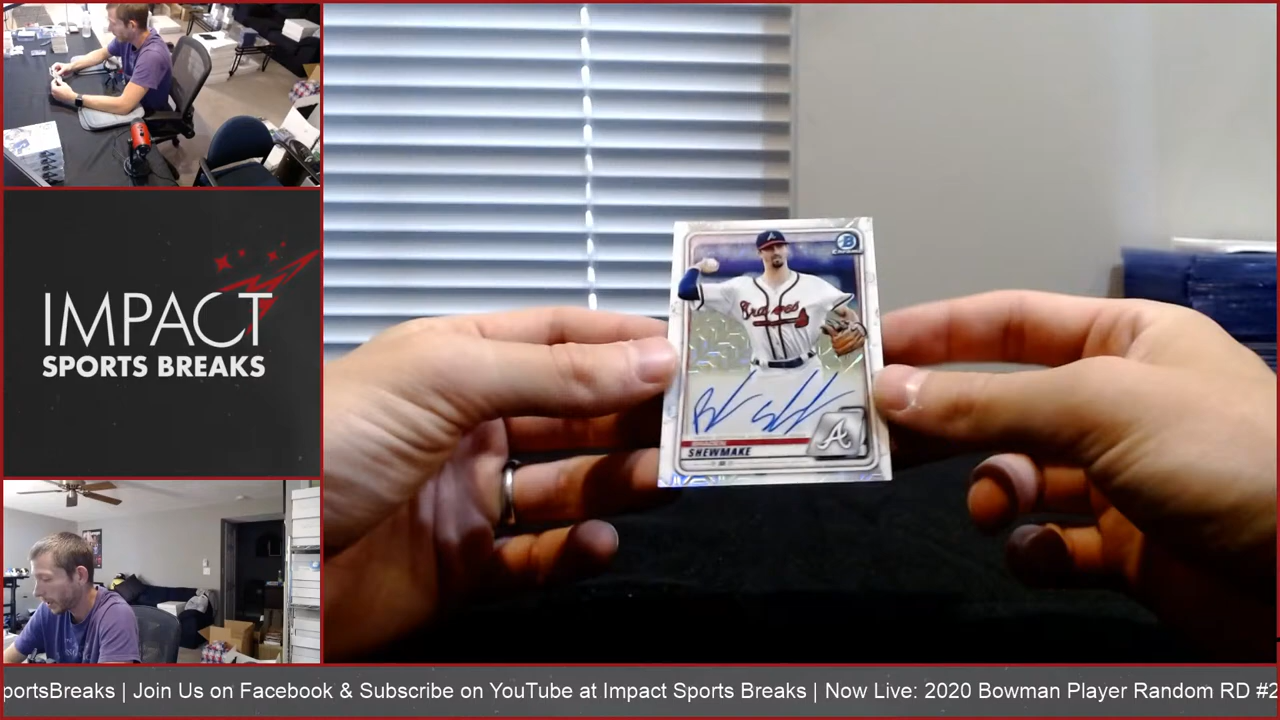 IMPACT
SPORTS BREAKS
B
CHROME
Braves
A
SHEWMAKE
portsBreaks | Join Us on Facebook & Subscribe on YouTube at Impact Sports Breaks | Now Live: 2020 Bowman Player Random RD #2